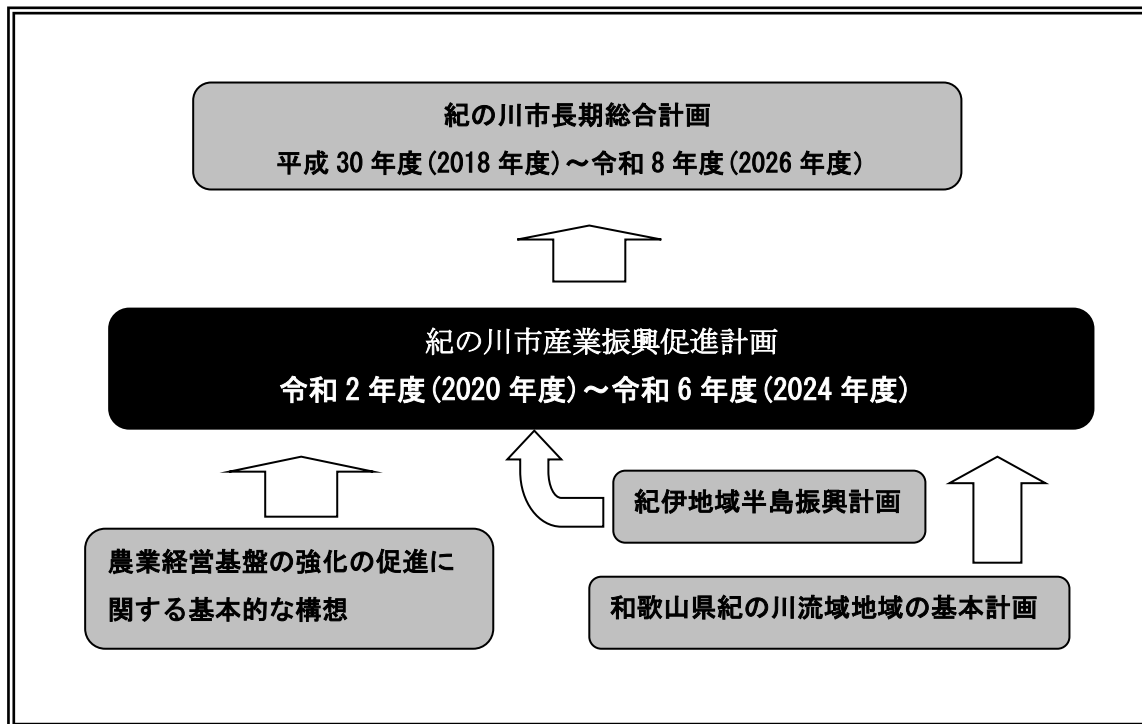 紀の川市長期総合計画
平成 30 年度(2018 年度)～令和 8 年度(2026 年度)
紀の川市産業振興促進計画
令和 2 年度(2020 年度)～令和 6 年度(2024 年度)
紀伊地域半島振興計画
農業経営基盤の強化の促進に
関する基本的な構想
和歌山県紀の川流域地域の基本計画